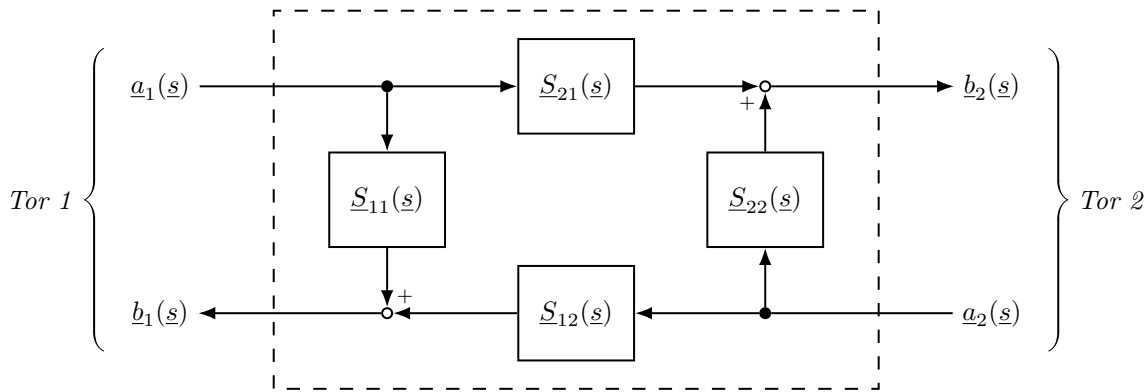 a₁(s) S₂₁(s) b₂(s)
+
Tor 1 S₁₁(s) S₂₂(s) Tor 2
+
b₁(s) S₁₂(s) a₂(s)